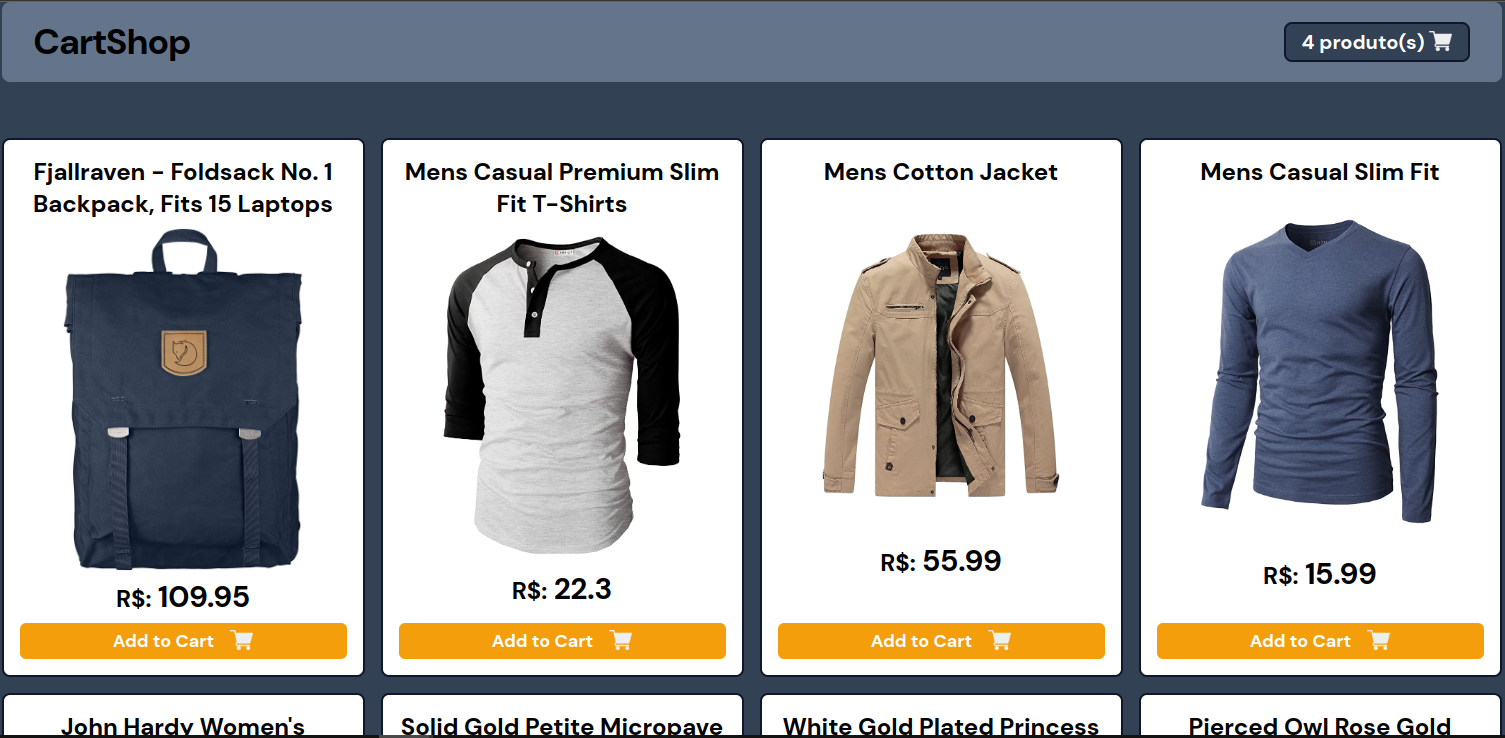 CartShop
4 produto(s)
Fjallraven - Foldsack No. 1
Backpack, Fits 15 Laptops
R$: 109.95
Add to Cart
Mens Casual Premium Slim
Fit T-Shirts
R$: 22.3
Add to Cart
Mens Cotton Jacket
R$: 55.99
Add to Cart
Mens Casual Slim Fit
R$: 15.99
Add to Cart
John Hardy Women's
Solid Gold Petite Micropave
White Gold Plated Princess
Pierced Owl Rose Gold